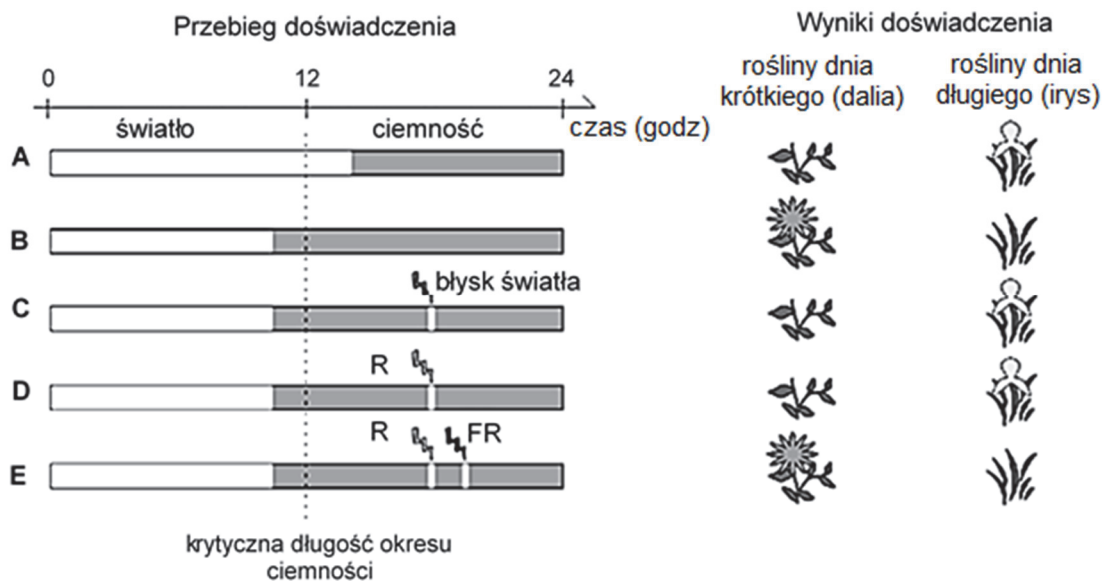 Przebieg doświadczenia
Wyniki doświadczenia
rośliny dnia
krótkiego (dalia)
rośliny dnia
długiego (irys)
0 12 24
światło ciemność czas (godz)
A
B
błysk światła
C
R
D
R FR
E
krytyczna długość okresu
ciemności